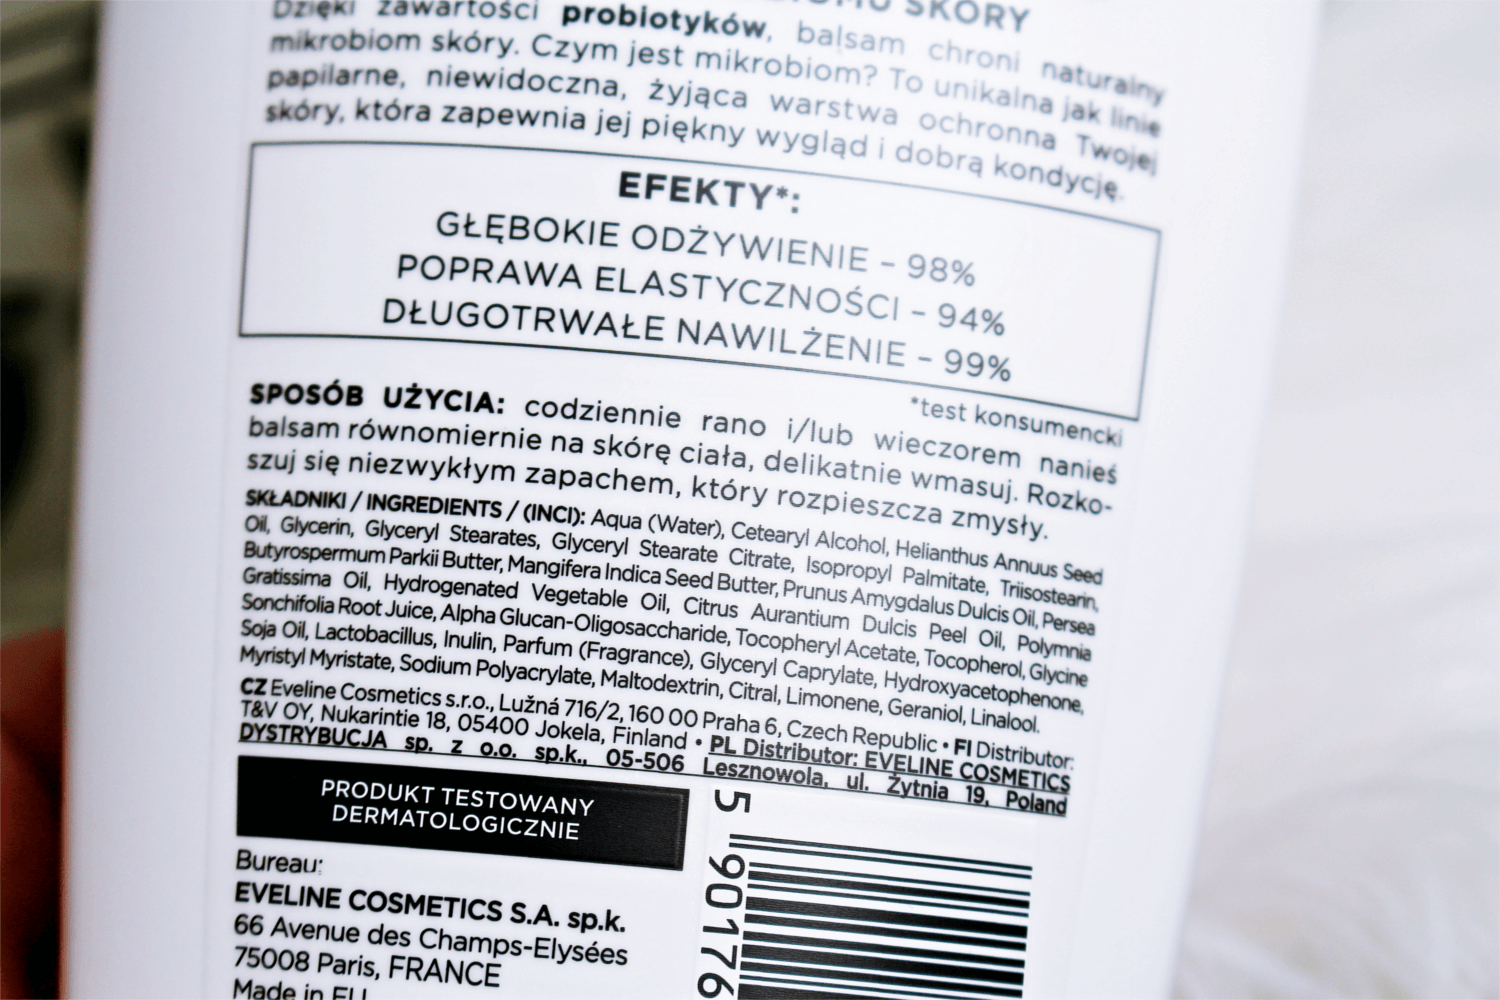 SKÓRY
Dzięki zawartości probiotyków, balsam chroni naturalny
mikrobiom skóry. Czym jest mikrobiom? To unikalna jak linie
papilarne, niewidoczna, żyjąca warstwa ochronna Twojej
skóry, która zapewnia jej piękny wygląd i dobrą kondycję.
EFEKTY*:
GŁĘBOKIE ODŻYWIENIE – 98%
POPRAWA ELASTYCZNOŚCI – 94%
DŁUGOTRWAŁE NAWILŻENIE – 99%
*test konsumencki
SPOSÓB UŻYCIA: codziennie rano i/lub wieczorem nanieś
balsam równomiernie na skórę ciała, delikatnie wmasuj. Rozko-
szuj się niezwykłym zapachem, który rozpieszcza zmysły.
SKŁADNIKI / INGREDIENTS / (INCI): Aqua (Water), Cetearyl Alcohol, Helianthus Annuus Seed
Oil, Glycerin, Glyceryl Stearates, Glyceryl Stearate Citrate, Isopropyl Palmitate, Triisostearin,
Butyrospermum Parkii Butter, Mangifera Indica Seed Butter, Prunus Amygdalus Dulcis Oil, Persea
Gratissima Oil, Hydrogenated Vegetable Oil, Citrus Aurantium Dulcis Peel Oil, Polymnia
Sonchifolia Root Juice, Alpha Glucan-Oligosaccharide, Tocopheryl Acetate, Tocopherol, Glycine
Soja Oil, Lactobacillus, Inulin, Parfum (Fragrance), Glyceryl Caprylate, Hydroxyacetophenone,
Myristyl Myristate, Sodium Polyacrylate, Maltodextrin, Citral, Limonene, Geraniol, Linalool.
CZ Eveline Cosmetics s.r.o., Lužná 716/2, 160 00 Praha 6, Czech Republic • FI Distributor:
T&V OY, Nukarintie 18, 05400 Jokela, Finland • PL Distributor: EVELINE COSMETICS
DYSTRYBUCJA sp. z o.o. sp.k., 05-506 Lesznowola, ul. Żytnia 19, Poland
PRODUKT TESTOWANY
DERMATOLOGICZNIE
Bureau:
EVELINE COSMETICS S.A. sp.k.
66 Avenue des Champs-Elysées
75008 Paris, FRANCE
Made in EU
5 90176